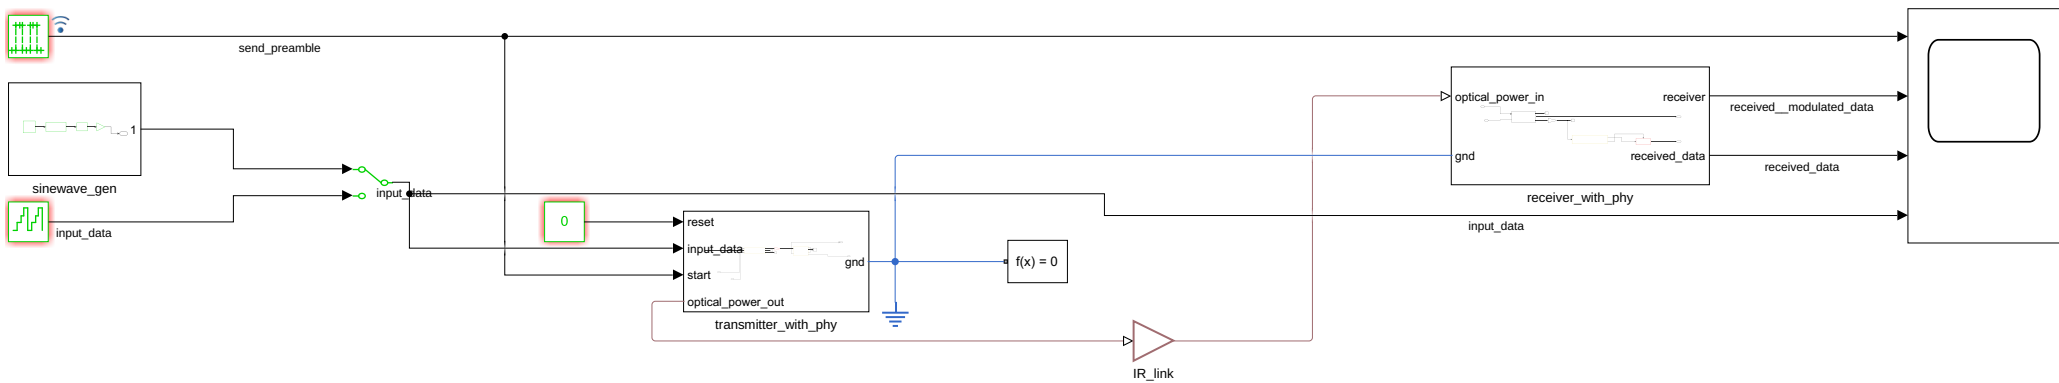 send_preamble
1
sinewave_gen
input_data
input_data
0
reset
input_data
start
optical_power_out
gnd
transmitter_with_phy
f(x) = 0
IR_link
optical_power_in
gnd
receiver
received_data
receiver_with_phy
received__modulated_data
received_data
input_data